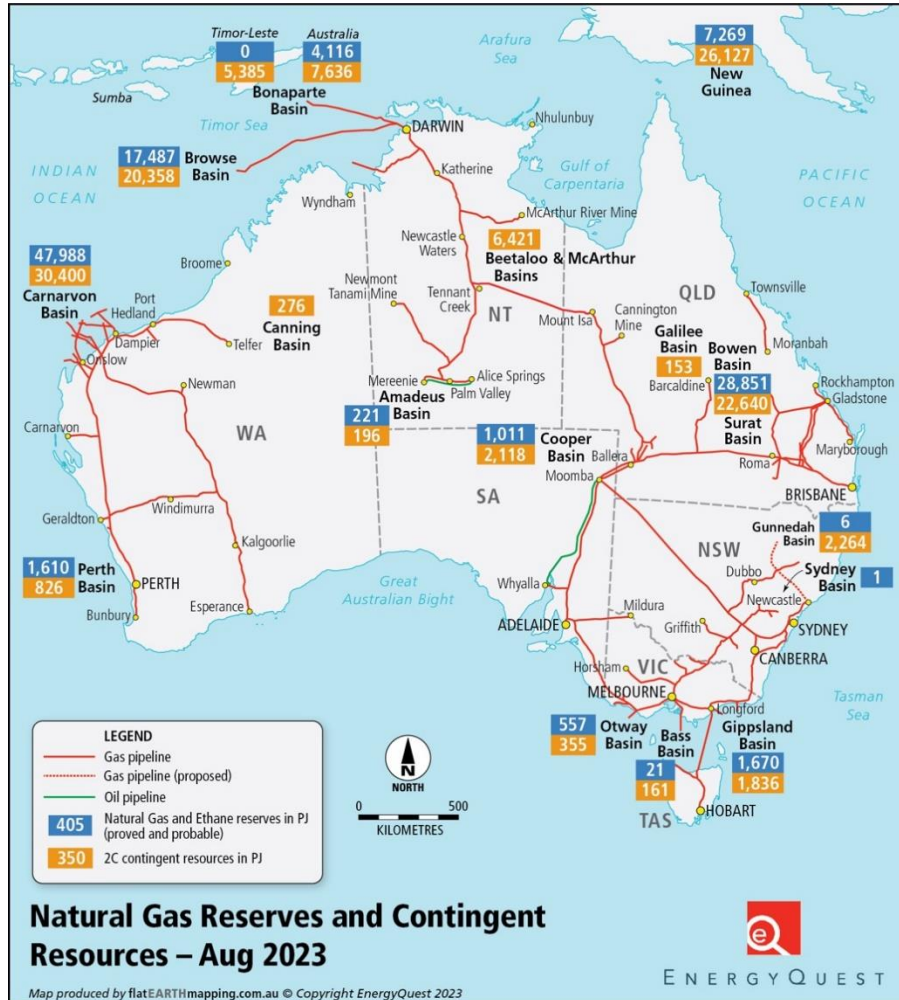 Timor-Leste
0
5,385
Australia
4,116
7,636
Bonaparte
Basin
Arafura
Sea
7,269
26,127
New
Guinea
Sumba
Timor Sea
DARWIN
Nhulunbuy
17,487
20,358
Browse
Basin
Katherine
Gulf of
Carpentaria
INDIAN
OCEAN
PACIFIC
OCEAN
Wyndham
McArthur River Mine
47,988
30,400
Carnarvon
Basin
Broome
Newcastle
Waters
6,421
Beetaloo & McArthur
Basins
Port
Hedland
276
Canning
Basin
Newmont
Tanami Mine
Tennant
Creek
NT
QLD
Townsville
Mount Isa
Cannington
Mine
Dampier
Telfer
Onslow
Galilee
Basin
153
Bowen
Basin
28,851
22,640
Surat
Basin
Moranbah
Newman
Mereenie
Alice Springs
Palm Valley
Barcaldine
Rockhampton
Gladstone
Amadeus
Basin
221
196
WA
Carnarvon
1,011
2,118
Cooper
Basin
Ballera
Moomba
Roma
Maryborough
SA
BRISBANE
Windimurra
Geraldton
Kalgoorlie
Gunnedah
Basin
6
2,264
NSW
1,610
826
Perth
Basin
PERTH
Dubbo
Sydney
Basin
1
Great
Australian Bight
Whyalla
Newcastle
Bunbury
Esperance
Mildura
ADELAIDE
Griffith
SYDNEY
CANBERRA
Horsham
VIC
MELBOURNE
Longford
Tasman
Sea
557
355
Otway
Basin
Bass
Basin
21
161
Gippsland
Basin
1,670
1,836
TAS
HOBART
LEGEND
Gas pipeline
Gas pipeline (proposed)
Oil pipeline
405 Natural Gas and Ethane reserves in PJ
(proved and probable)
350 2C contingent resources in PJ
N
NORTH
0 500
KILOMETRES
Natural Gas Reserves and Contingent
Resources – Aug 2023
Map produced by flatEARTHmapping.com.au © Copyright EnergyQuest 2023
e
ENERGYQUEST